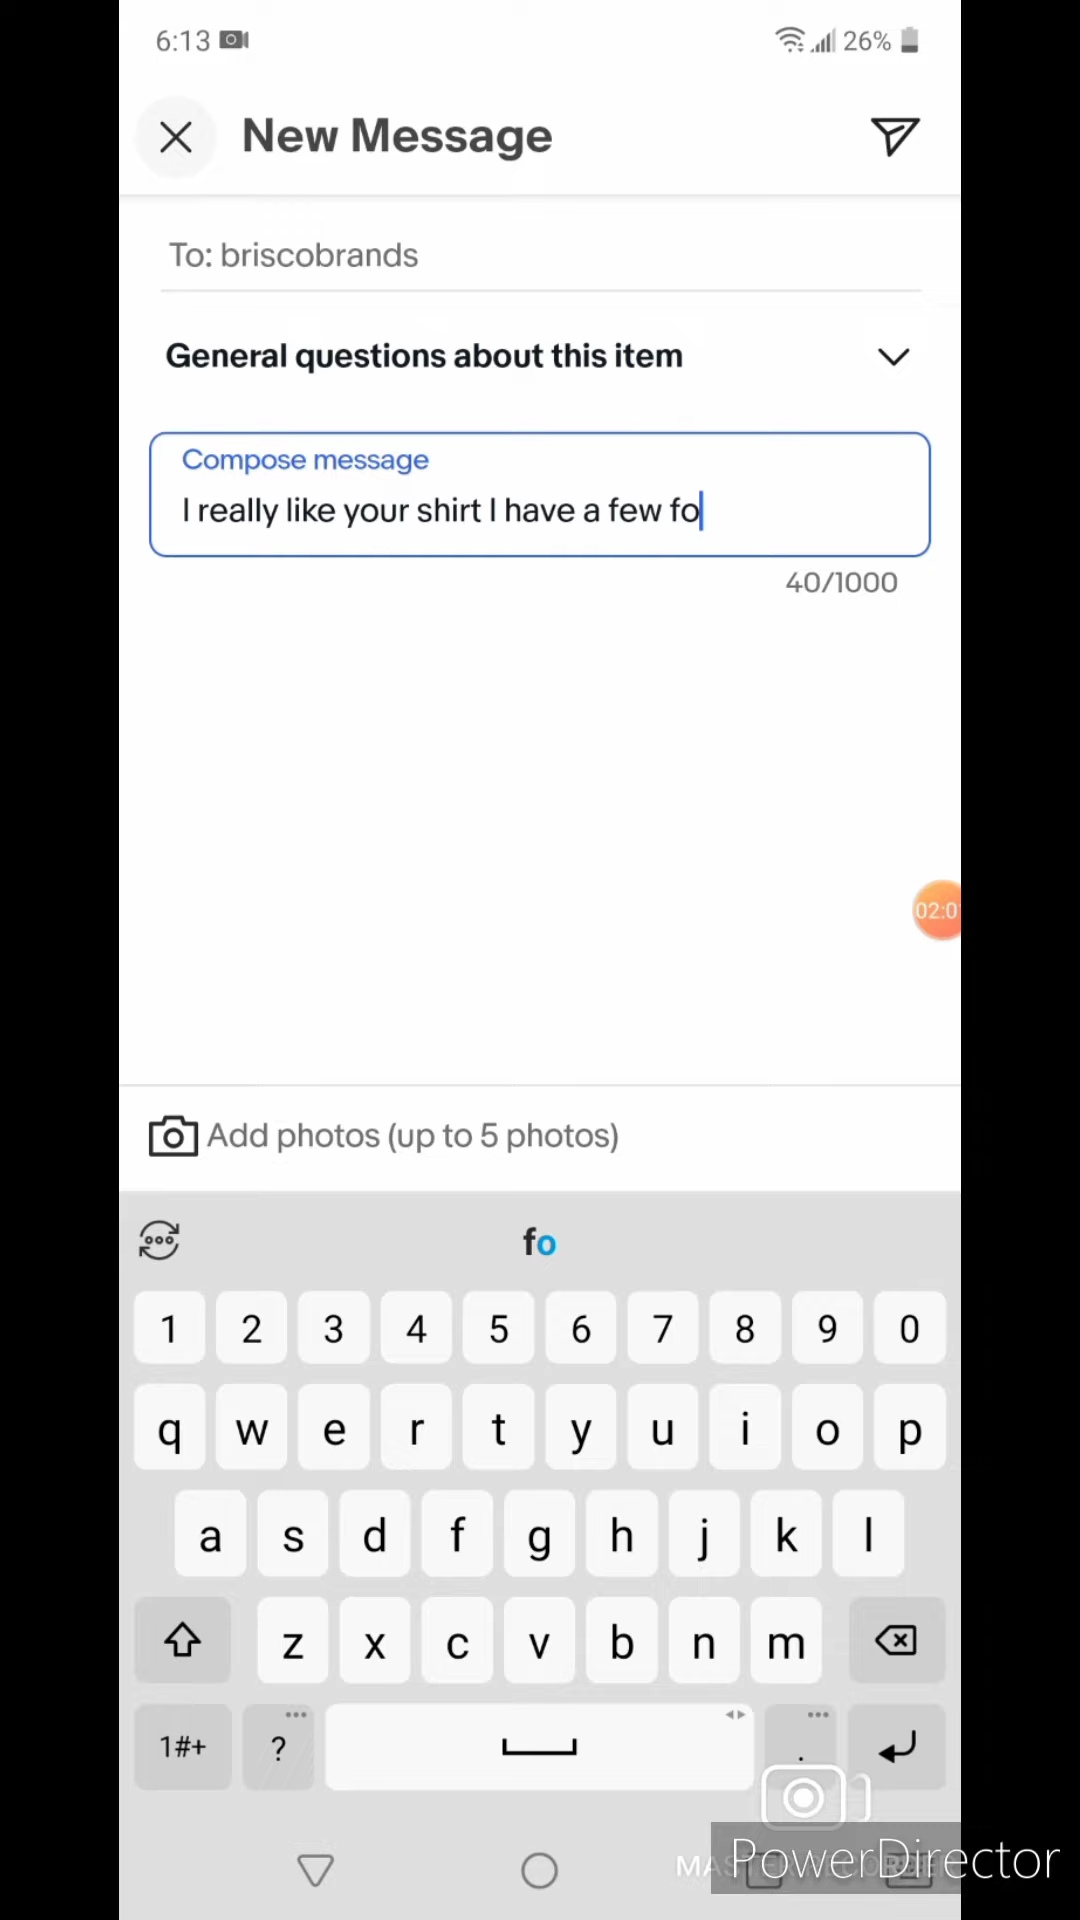 6:13 26%
New Message
To: briscobrands
General questions about this item
Compose message
I really like your shirt I have a few fo
40/1000
02:0
Add photos (up to 5 photos)
fo
1 2 3 4 5 6 7 8 9 0
q w e r t y u i o p
a s d f g h j k l
z x c v b n m
1#+ ? .
PowerDirector